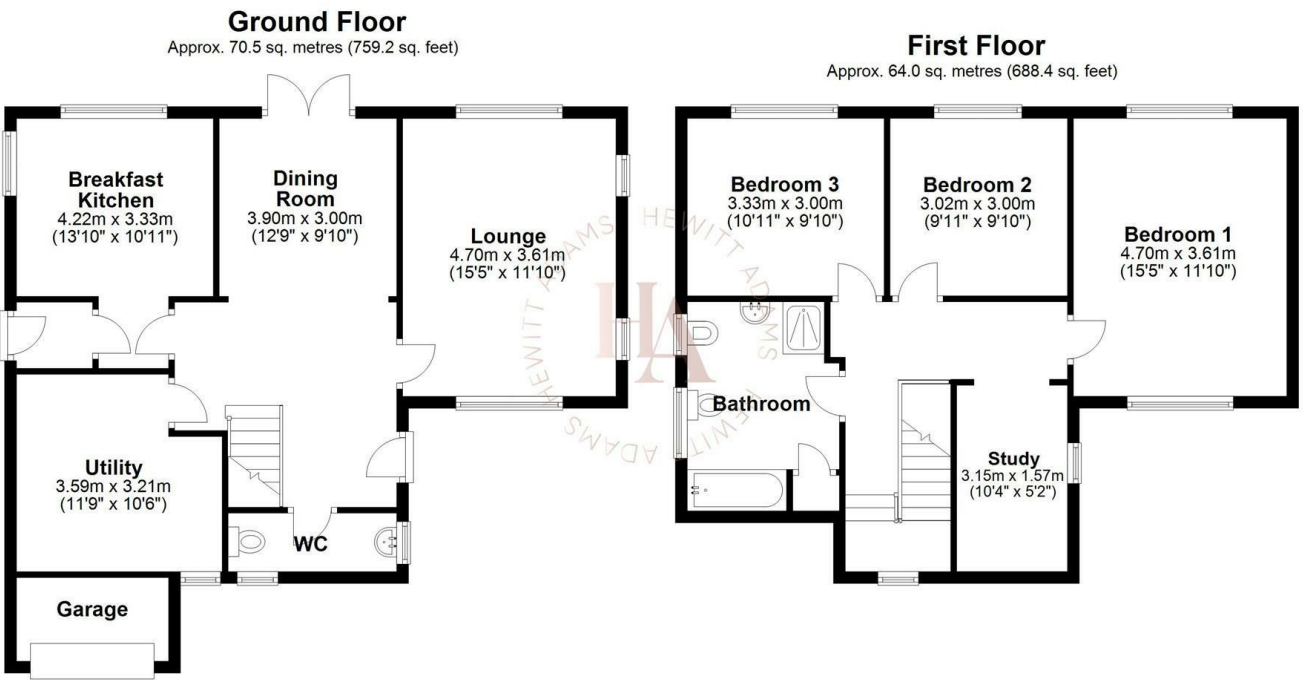 Ground Floor
Approx. 70.5 sq. metres (759.2 sq. feet)
First Floor
Approx. 64.0 sq. metres (688.4 sq. feet)
Breakfast
Kitchen
4.22m x 3.33m
(13'10" x 10'11")
Dining
Room
3.90m x 3.00m
(12'9" x 9'10")
Lounge
4.70m x 3.61m
(15'5" x 11'10")
Utility
3.59m x 3.21m
(11'9" x 10'6")
WC
Garage
Bedroom 3
3.33m x 3.00m
(10'11" x 9'10")
Bedroom 2
3.02m x 3.00m
(9'11" x 9'10")
Bedroom 1
4.70m x 3.61m
(15'5" x 11'10")
Bathroom
Study
3.15m x 1.57m
(10'4" x 5'2")
HEWITT ADAMS HEWITT ADAMS HEWITT ADAMS
HA